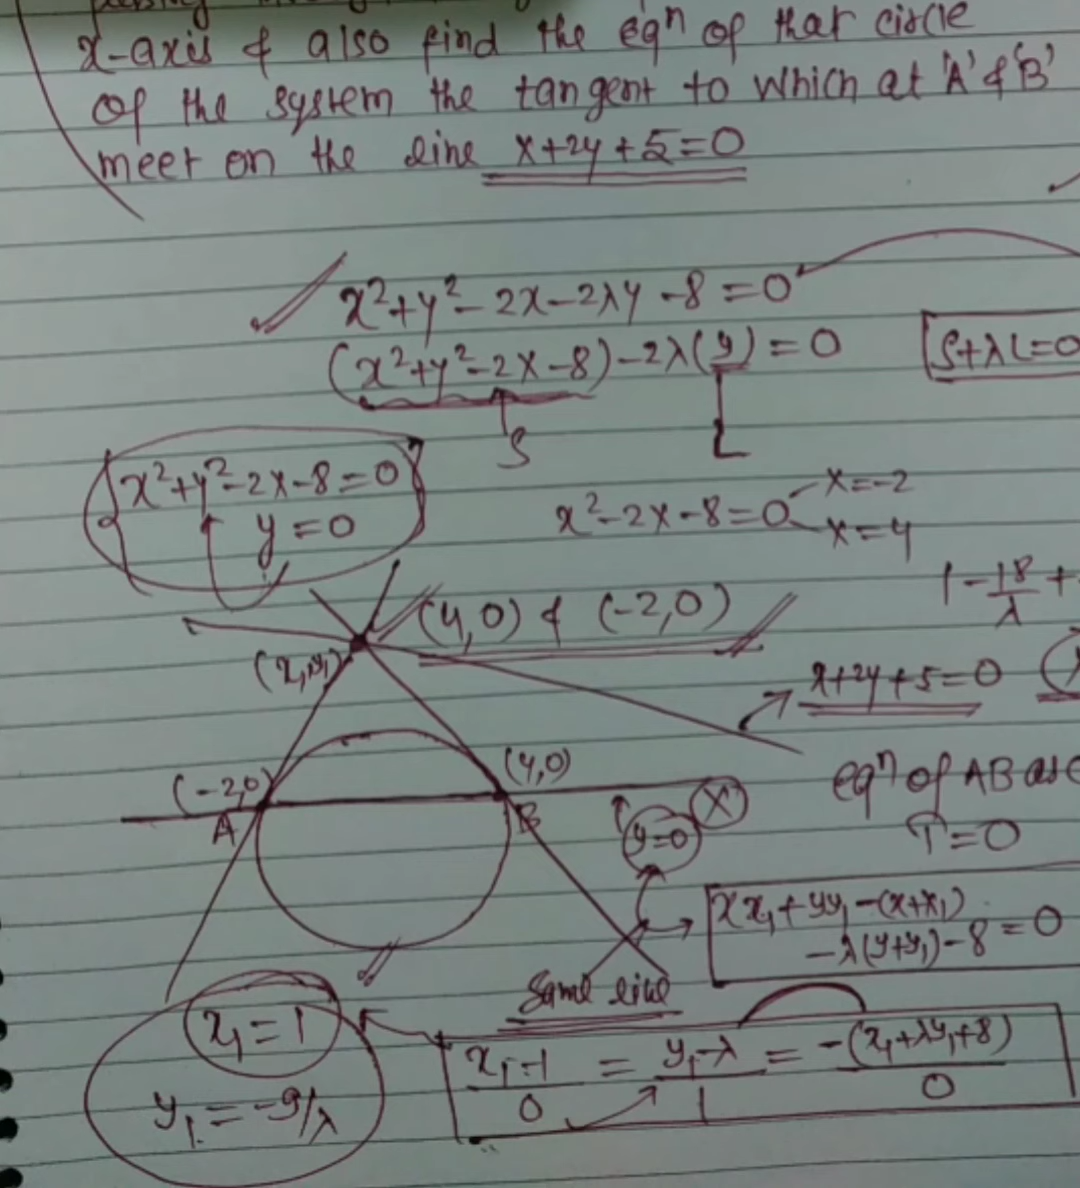 x-axis & also find the eqⁿ of that circle
of the system the tangent to which at 'A' & 'B'
meet on the line x+2y+5=0
x²+y²-2x-2λy-8=0
(x²+y²-2x-8)-2λ(y)=0
S+λL=0
S
L
x²+y²-2x-8=0
y=0
x²-2x-8=0
x=-2
x=4
1-18/λ+
(4,0) & (-2,0)
(x₁,y₁)
x+2y+5=0
(-2,0)
(4,0)
A
B
y=0
X
eqⁿ of AB as
T=0
xx₁+yy₁-(x+x₁)
-λ(y+y₁)-8=0
Same line
x₁=1
y₁=-9/λ
(x₁-1)/0 = (y₁-λ)/1 = -(x₁+λy₁+8)/0